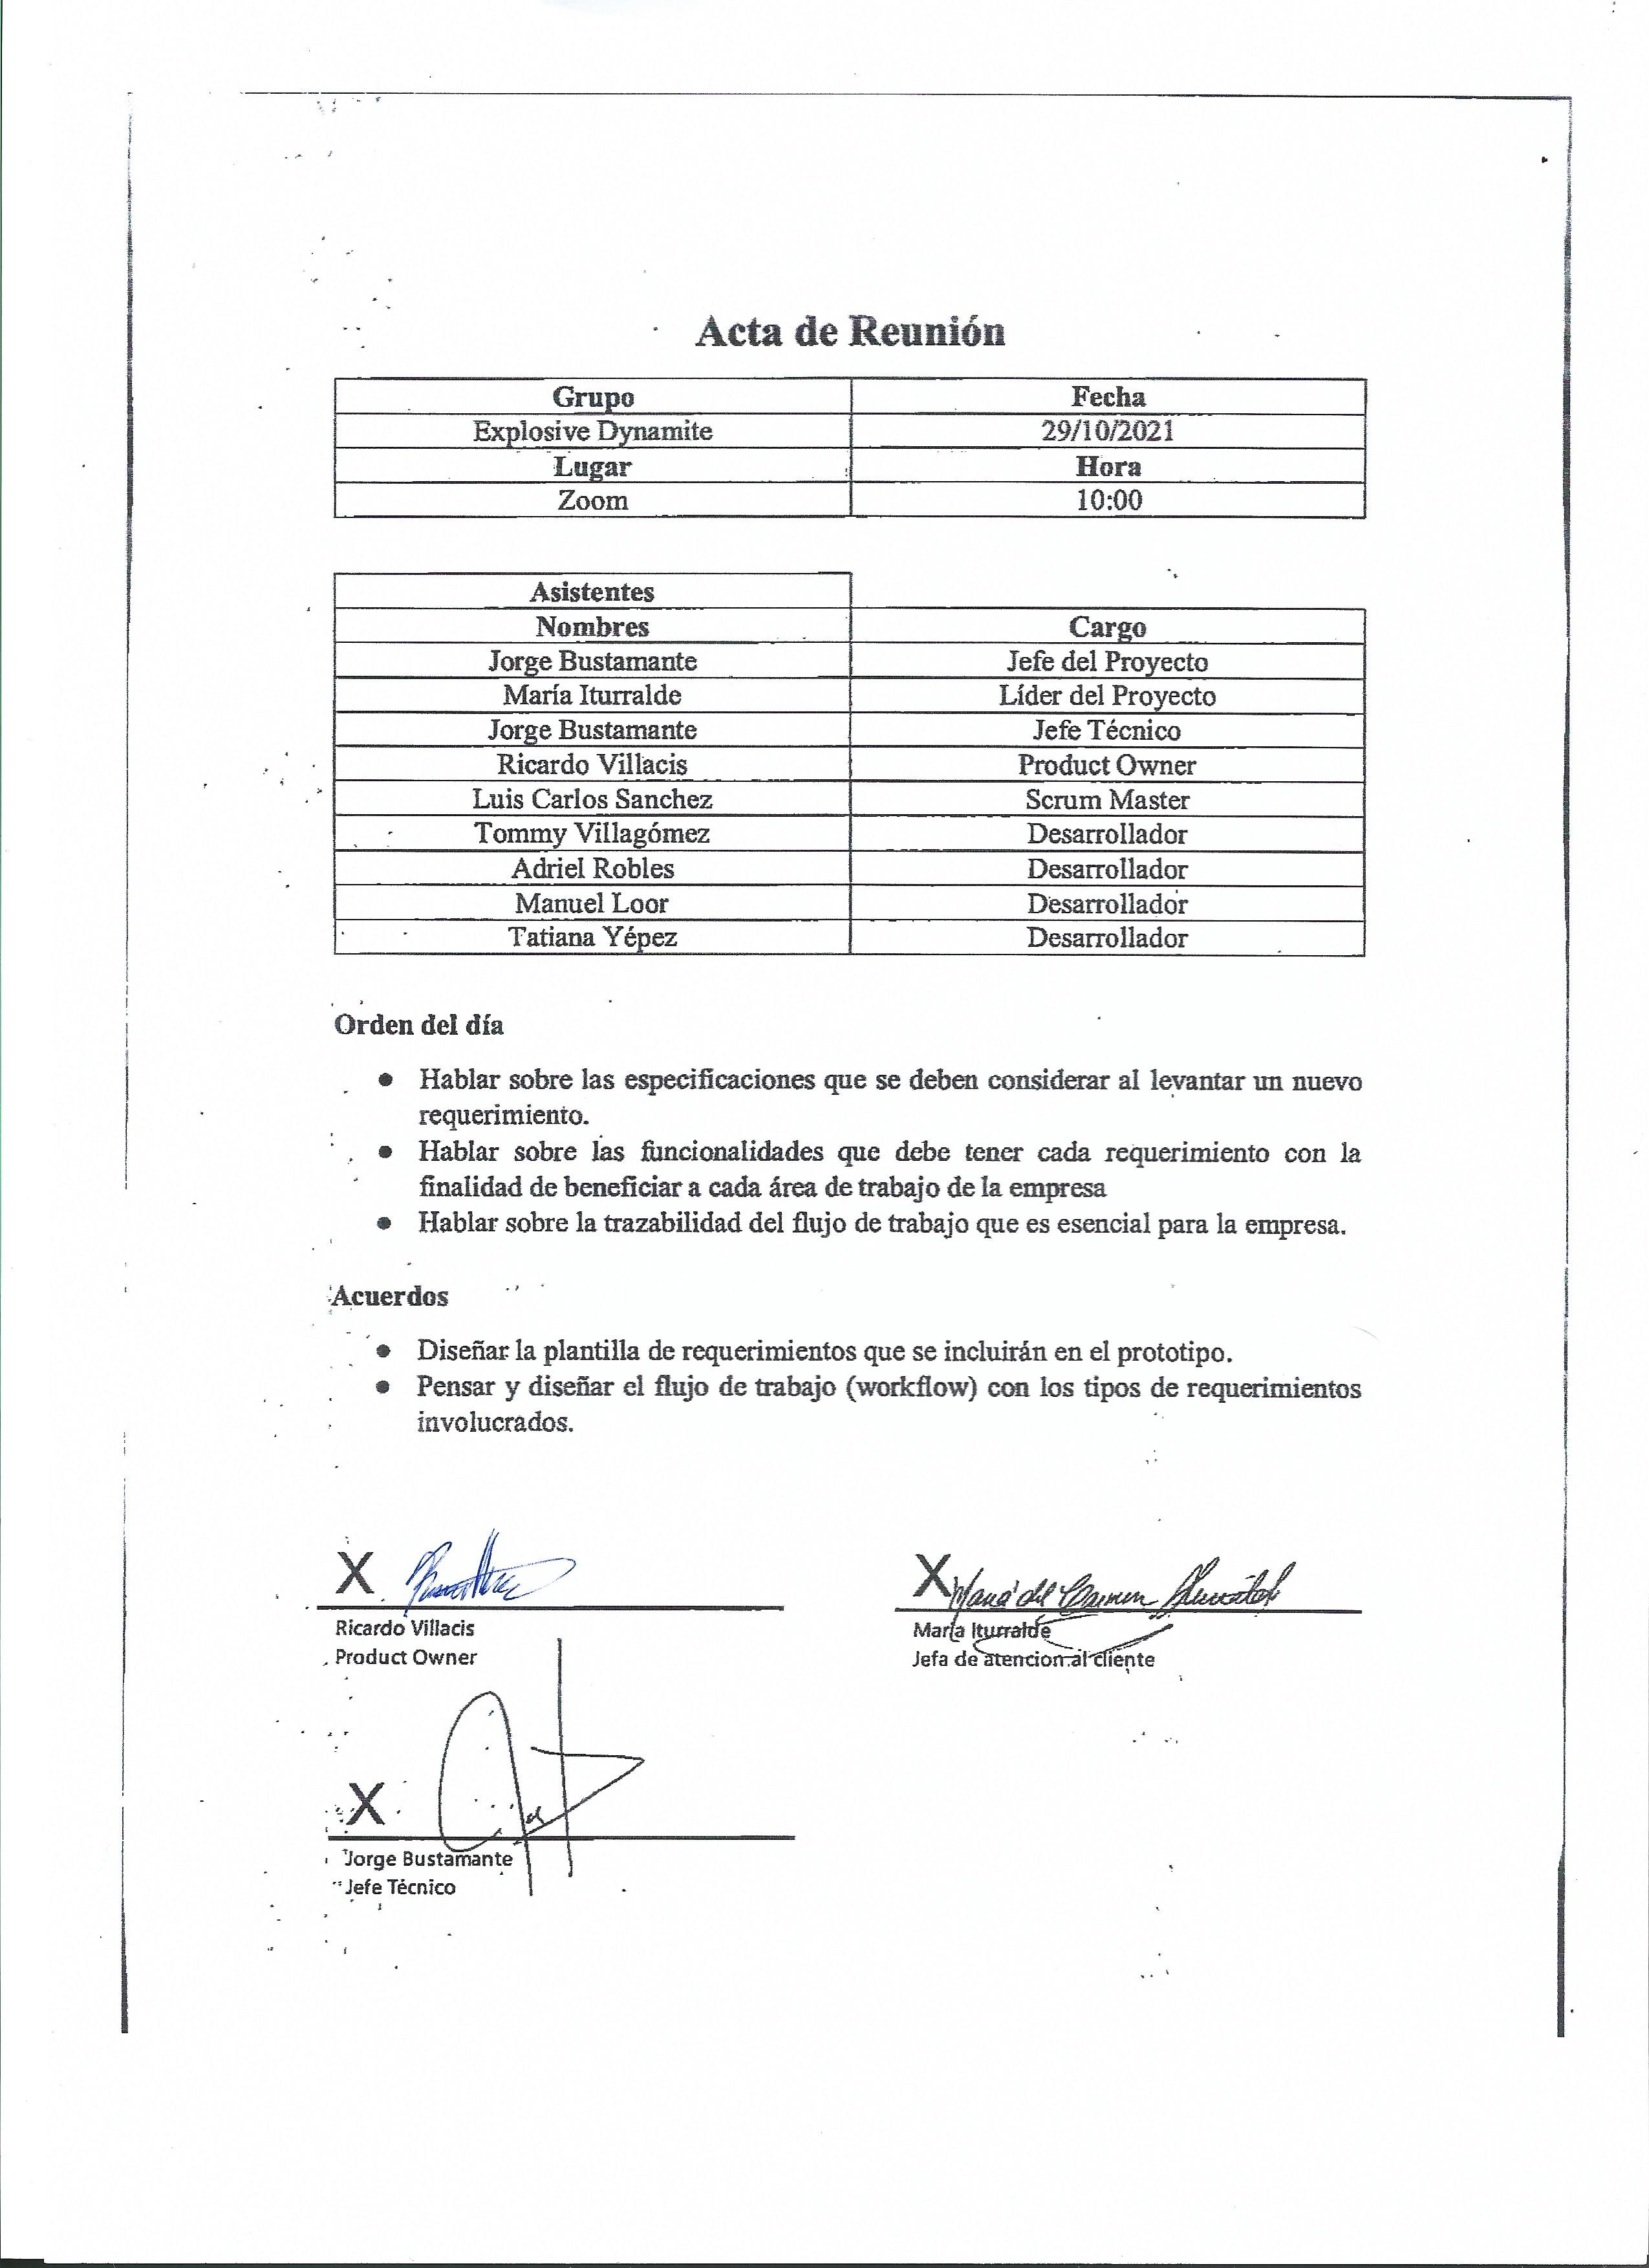 Acta de Reunión
Grupo Fecha
Explosive Dynamite 29/10/2021
Lugar Hora
Zoom 10:00
Asistentes
Nombres Cargo
Jorge Bustamante Jefe del Proyecto
María Iturralde Líder del Proyecto
Jorge Bustamante Jefe Técnico
Ricardo Villacis Product Owner
Luis Carlos Sanchez Scrum Master
Tommy Villagómez Desarrollador
Adriel Robles Desarrollador
Manuel Loor Desarrollador
Tatiana Yépez Desarrollador
Orden del día
• Hablar sobre las especificaciones que se deben considerar al levantar un nuevo
requerimiento.
• Hablar sobre las funcionalidades que debe tener cada requerimiento con la
finalidad de beneficiar a cada área de trabajo de la empresa
• Hablar sobre la trazabilidad del flujo de trabajo que es esencial para la empresa.
Acuerdos
• Diseñar la plantilla de requerimientos que se incluirán en el prototipo.
• Pensar y diseñar el flujo de trabajo (workflow) con los tipos de requerimientos
involucrados.
X
Ricardo Villacis
Product Owner
X María del Carmen
María Iturralde
Jefa de atencion al cliente
X
Jorge Bustamante
Jefe Técnico